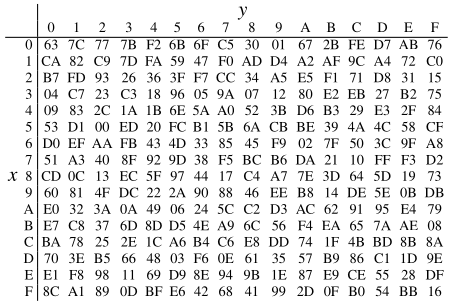 y
0 1 2 3 4 5 6 7 8 9 A B C D E F
0 63 7C 77 7B F2 6B 6F C5 30 01 67 2B FE D7 AB 76
1 CA 82 C9 7D FA 59 47 F0 AD D4 A2 AF 9C A4 72 C0
2 B7 FD 93 26 36 3F F7 CC 34 A5 E5 F1 71 D8 31 15
3 04 C7 23 C3 18 96 05 9A 07 12 80 E2 EB 27 B2 75
4 09 83 2C 1A 1B 6E 5A A0 52 3B D6 B3 29 E3 2F 84
5 53 D1 00 ED 20 FC B1 5B 6A CB BE 39 4A 4C 58 CF
6 D0 EF AA FB 43 4D 33 85 45 F9 02 7F 50 3C 9F A8
7 51 A3 40 8F 92 9D 38 F5 BC B6 DA 21 10 FF F3 D2
x 8 CD 0C 13 EC 5F 97 44 17 C4 A7 7E 3D 64 5D 19 73
9 60 81 4F DC 22 2A 90 88 46 EE B8 14 DE 5E 0B DB
A E0 32 3A 0A 49 06 24 5C C2 D3 AC 62 91 95 E4 79
B E7 C8 37 6D 8D D5 4E A9 6C 56 F4 EA 65 7A AE 08
C BA 78 25 2E 1C A6 B4 C6 E8 DD 74 1F 4B BD 8B 8A
D 70 3E B5 66 48 03 F6 0E 61 35 57 B9 86 C1 1D 9E
E E1 F8 98 11 69 D9 8E 94 9B 1E 87 E9 CE 55 28 DF
F 8C A1 89 0D BF E6 42 68 41 99 2D 0F B0 54 BB 16